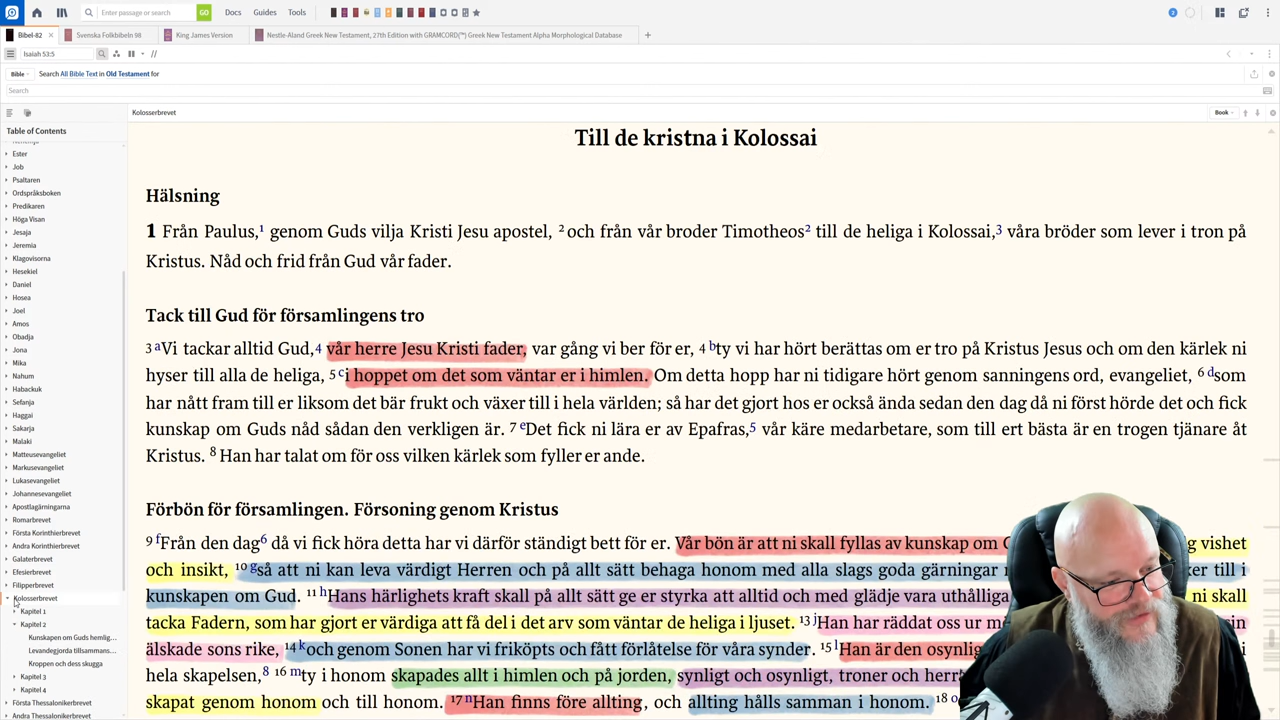 Enter passage or search
GO
Docs
Guides
Tools
2
Bibel-82
Svenska Folkbibeln 98
King James Version
Nestle-Aland Greek New Testament, 27th Edition with GRAMCORD(™) Greek New Testament Alpha Morphological Database
Isaiah 53:5
Bible
Search All Bible Text in Old Testament for
Search
Kolosserbrevet
Book
Table of Contents
Ester
Job
Psaltaren
Ordspråksboken
Predikaren
Höga Visan
Jesaja
Jeremia
Klagovisorna
Hesekiel
Daniel
Hosea
Joel
Amos
Obadja
Jona
Mika
Nahum
Habackuk
Sefanja
Haggai
Sakarja
Malaki
Matteusevangeliet
Markusevangeliet
Lukasevangeliet
Johannesevangeliet
Apostlagärningarna
Romarbrevet
Första Korinthierbrevet
Andra Korinthierbrevet
Galaterbrevet
Efesierbrevet
Filipperbrevet
Kolosserbrevet
Kapitel 1
Kapitel 2
Kunskapen om Guds hemlig...
Levandegjorda tillsammans...
Kroppen och dess skugga
Kapitel 3
Kapitel 4
Första Thessalonikerbrevet
Andra Thessalonikerbrevet
Till de kristna i Kolossai
Hälsning
1 Från Paulus,1 genom Guds vilja Kristi Jesu apostel, 2 och från vår broder Timotheos2 till de heliga i Kolossai,3 våra bröder som lever i tron på
Kristus. Nåd och frid från Gud vår fader.
Tack till Gud för församlingens tro
3 aVi tackar alltid Gud,4 vår herre Jesu Kristi fader, var gång vi ber för er, 4 bty vi har hört berättas om er tro på Kristus Jesus och om den kärlek ni
hyser till alla de heliga, 5 ci hoppet om det som väntar er i himlen. Om detta hopp har ni tidigare hört genom sanningens ord, evangeliet, 6 dsom
har nått fram till er liksom det bär frukt och växer till i hela världen; så har det gjort hos er också ända sedan den dag då ni först hörde det och fick
kunskap om Guds nåd sådan den verkligen är. 7 eDet fick ni lära er av Epafras,5 vår käre medarbetare, som till ert bästa är en trogen tjänare åt
Kristus. 8 Han har talat om för oss vilken kärlek som fyller er ande.
Förbön för församlingen. Försoning genom Kristus
9 fFrån den dag6 då vi fick höra detta har vi därför ständigt bett för er. Vår bön är att ni skall fyllas av kunskap om G g vishet
och insikt, 10 gså att ni kan leva värdigt Herren och på allt sätt behaga honom med alla slags goda gärningar er till i
kunskapen om Gud. 11 hHans härlighets kraft skall på allt sätt ge er styrka att alltid och med glädje vara uthållig ni skall
tacka Fadern, som har gjort er värdiga att få del i det arv som väntar de heliga i ljuset. 13 jHan har räddat oss ur m sin
älskade sons rike, 14 koch genom Sonen har vi friköpts och fått förlåtelse för våra synder. 15 lHan är den osynlig
hela skapelsen,8 16 mty i honom skapades allt i himlen och på jorden, synligt och osynligt, troner och herr
skapat genom honom och till honom. 17 nHan finns före allting, och allting hålls samman i honom. 18 o